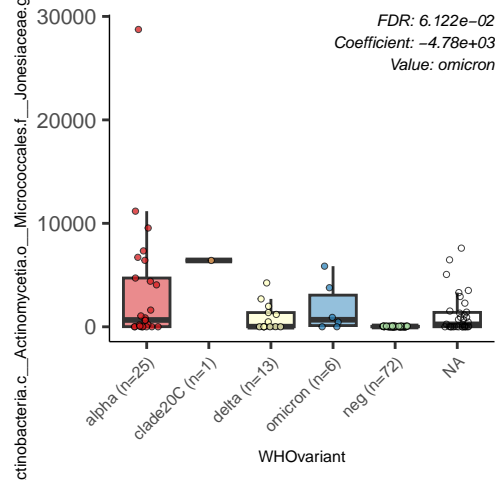 FDR: 6.122e−02
Coefficient: −4.78e+03
Value: omicron
ctinobacteria.c__Actinomycetia.o__Micrococcales.f__Jonesiaceae.g
30000
20000
10000
0
alpha (n=25)
clade20C (n=1)
delta (n=13)
omicron (n=6)
neg (n=72)
NA
WHOvariant